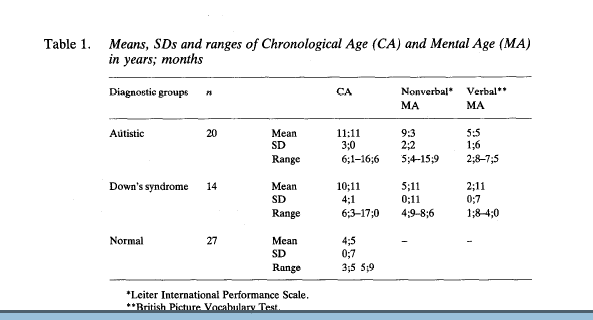 Table 1. Means, SDs and ranges of Chronological Age (CA) and Mental Age (MA)
in years; months
Diagnostic groups n CA Nonverbal* Verbal**
MA MA
Autistic 20 Mean 11;11 9;3 5;5
SD 3;0 2;2 1;6
Range 6;1–16;6 5;4–15;9 2;8–7;5
Down's syndrome 14 Mean 10;11 5;11 2;11
SD 4;1 0;11 0;7
Range 6;3–17;0 4;9–8;6 1;8–4;0
Normal 27 Mean 4;5 – –
SD 0;7
Range 3;5 5;9
*Leiter International Performance Scale.
**British Picture Vocabulary Test.